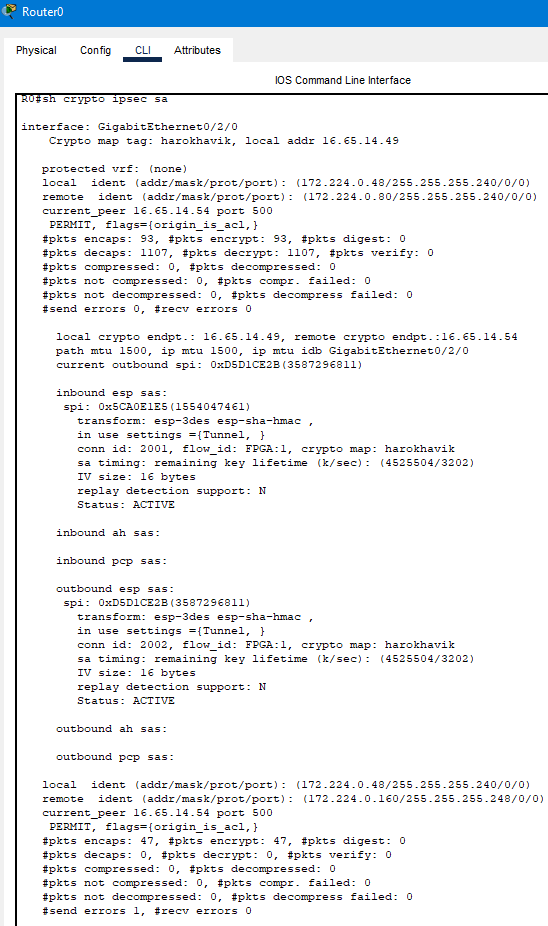 Router0
Physical Config CLI Attributes
IOS Command Line Interface
R0#sh crypto ipsec sa
interface: GigabitEthernet0/2/0
Crypto map tag: harokhavik, local addr 16.65.14.49
protected vrf: (none)
local ident (addr/mask/prot/port): (172.224.0.48/255.255.255.240/0/0)
remote ident (addr/mask/prot/port): (172.224.0.80/255.255.255.240/0/0)
current_peer 16.65.14.54 port 500
PERMIT, flags={origin_is_acl,}
#pkts encaps: 93, #pkts encrypt: 93, #pkts digest: 0
#pkts decaps: 1107, #pkts decrypt: 1107, #pkts verify: 0
#pkts compressed: 0, #pkts decompressed: 0
#pkts not compressed: 0, #pkts compr. failed: 0
#pkts not decompressed: 0, #pkts decompress failed: 0
#send errors 0, #recv errors 0
local crypto endpt.: 16.65.14.49, remote crypto endpt.:16.65.14.54
path mtu 1500, ip mtu 1500, ip mtu idb GigabitEthernet0/2/0
current outbound spi: 0xD5D1CE2B(3587296811)
inbound esp sas:
spi: 0x5CA0E1E5(1554047461)
transform: esp-3des esp-sha-hmac ,
in use settings ={Tunnel, }
conn id: 2001, flow_id: FPGA:1, crypto map: harokhavik
sa timing: remaining key lifetime (k/sec): (4525504/3202)
IV size: 16 bytes
replay detection support: N
Status: ACTIVE
inbound ah sas:
inbound pcp sas:
outbound esp sas:
spi: 0xD5D1CE2B(3587296811)
transform: esp-3des esp-sha-hmac ,
in use settings ={Tunnel, }
conn id: 2002, flow_id: FPGA:1, crypto map: harokhavik
sa timing: remaining key lifetime (k/sec): (4525504/3202)
IV size: 16 bytes
replay detection support: N
Status: ACTIVE
outbound ah sas:
outbound pcp sas:
local ident (addr/mask/prot/port): (172.224.0.48/255.255.255.240/0/0)
remote ident (addr/mask/prot/port): (172.224.0.160/255.255.255.248/0/0)
current_peer 16.65.14.54 port 500
PERMIT, flags={origin_is_acl,}
#pkts encaps: 47, #pkts encrypt: 47, #pkts digest: 0
#pkts decaps: 0, #pkts decrypt: 0, #pkts verify: 0
#pkts compressed: 0, #pkts decompressed: 0
#pkts not compressed: 0, #pkts compr. failed: 0
#pkts not decompressed: 0, #pkts decompress failed: 0
#send errors 1, #recv errors 0